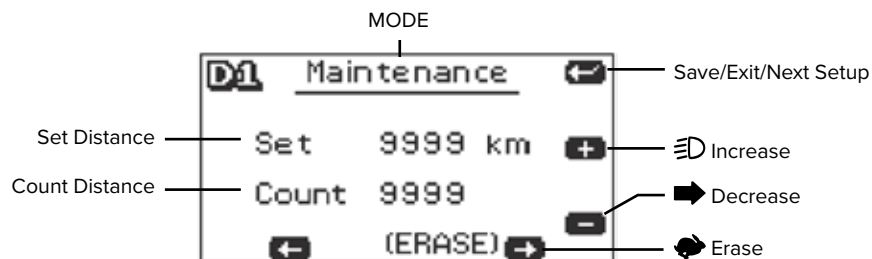 MODE
D1 Maintenance
Save/Exit/Next Setup
Set Distance
Set 9999 km
Increase
Count Distance
Count 9999
Decrease
(ERASE)
Erase